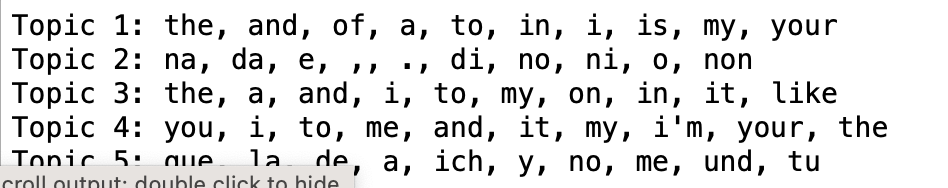 Topic 1: the, and, of, a, to, in, i, is, my, your
Topic 2: na, da, e, ,, ., di, no, ni, o, non
Topic 3: the, a, and, i, to, my, on, in, it, like
Topic 4: you, i, to, me, and, it, my, i'm, your, the
Topic 5: que, la, de, a, ich, y, no, me, und, tu
croll output; double click to hide